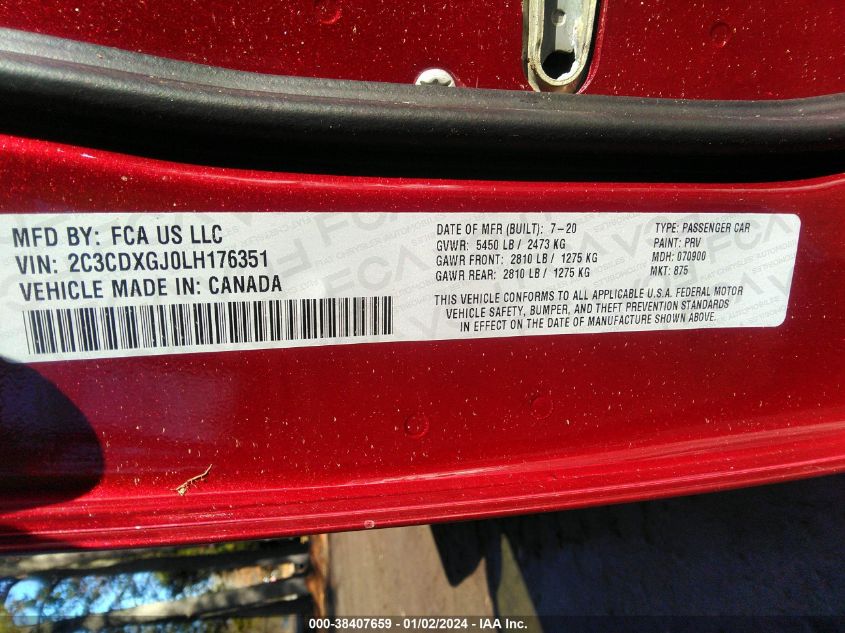 MFD BY: FCA US LLC
VIN: 2C3CDXGJ0LH176351
VEHICLE MADE IN: CANADA
DATE OF MFR (BUILT): 7-20
GVWR: 5450 LB / 2473 KG
GAWR FRONT: 2810 LB / 1275 KG
GAWR REAR: 2810 LB / 1275 KG
TYPE: PASSENGER CAR
PAINT: PRV
MDH: 070900
MKT: 875
THIS VEHICLE CONFORMS TO ALL APPLICABLE U.S.A. FEDERAL MOTOR
VEHICLE SAFETY, BUMPER, AND THEFT PREVENTION STANDARDS
IN EFFECT ON THE DATE OF MANUFACTURE SHOWN ABOVE.
000-38407659 - 01/02/2024 - IAA Inc.